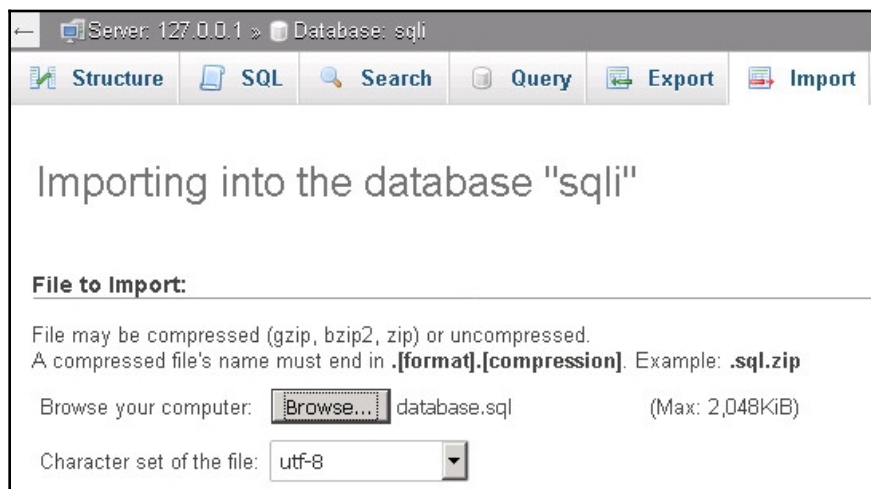 ← Server: 127.0.0.1 » Database: sqli
Structure SQL Search Query Export Import
Importing into the database "sqli"
File to Import:
File may be compressed (gzip, bzip2, zip) or uncompressed.
A compressed file's name must end in .[format].[compression]. Example: .sql.zip
Browse your computer: Browse... database.sql (Max: 2,048KiB)
Character set of the file: utf-8